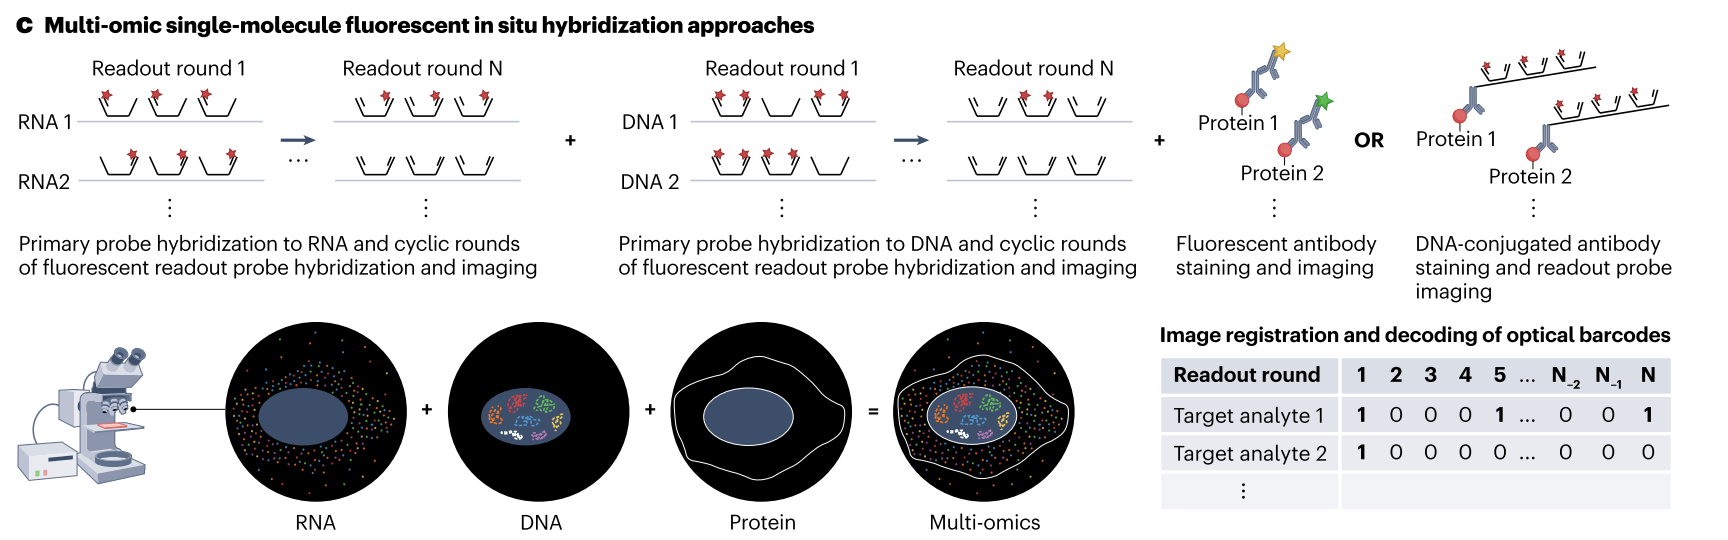 C Multi-omic single-molecule fluorescent in situ hybridization approaches
Readout round 1
Readout round N
RNA 1
RNA2
...
⋮
⋮
Primary probe hybridization to RNA and cyclic rounds
of fluorescent readout probe hybridization and imaging
+
Readout round 1
Readout round N
DNA 1
DNA 2
...
⋮
⋮
Primary probe hybridization to DNA and cyclic rounds
of fluorescent readout probe hybridization and imaging
+
Protein 1
Protein 2
⋮
Fluorescent antibody
staining and imaging
OR
Protein 1
Protein 2
⋮
DNA-conjugated antibody
staining and readout probe
imaging
RNA
+
DNA
+
Protein
=
Multi-omics
Image registration and decoding of optical barcodes
Readout round 1 2 3 4 5 ... N-2 N-1 N
Target analyte 1 1 0 0 0 1 ... 0 0 1
Target analyte 2 1 0 0 0 0 ... 0 0 0
⋮